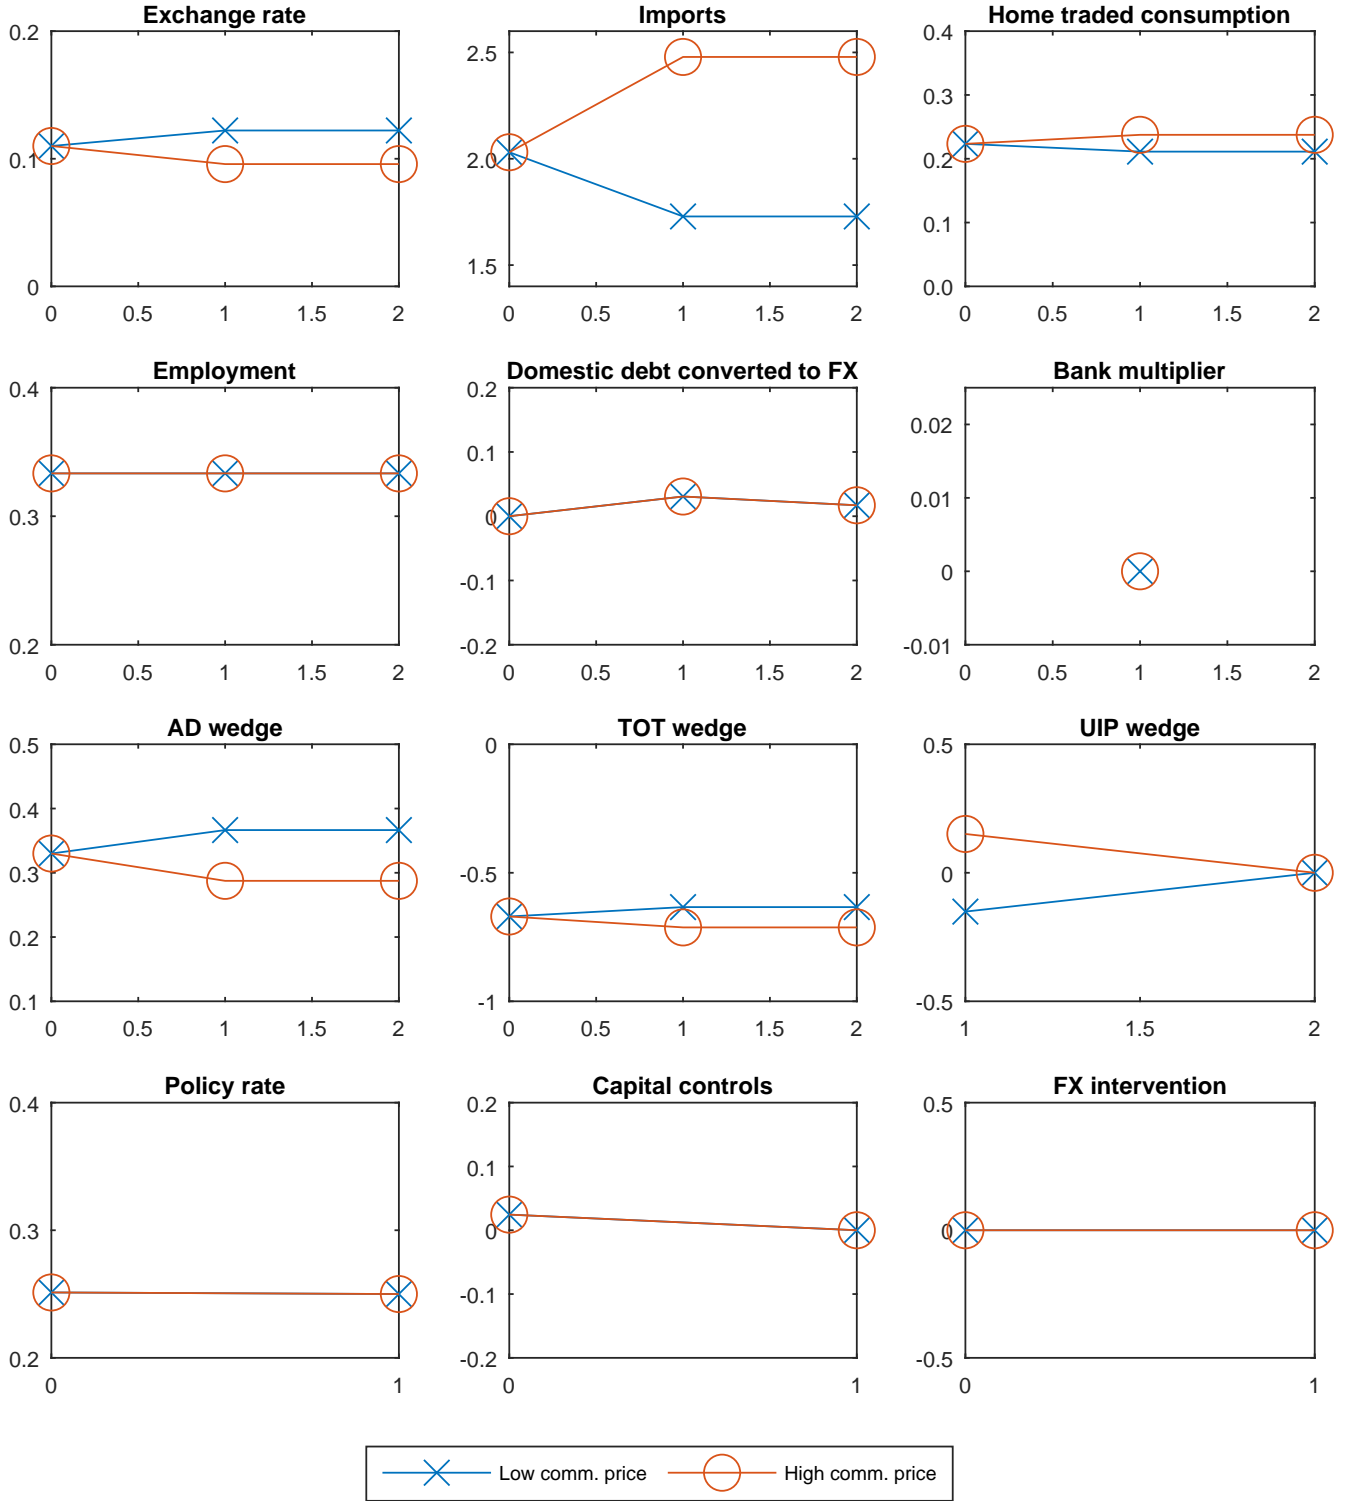 Exchange rate
0.2
0.1
0
0 0.5 1 1.5 2
Imports
2.5
2.0
1.5
0 0.5 1 1.5 2
Home traded consumption
0.4
0.3
0.2
0.1
0.0
0 0.5 1 1.5 2
Employment
0.4
0.3
0.2
0 0.5 1 1.5 2
Domestic debt converted to FX
0.2
0.1
0
-0.1
-0.2
0 0.5 1 1.5 2
Bank multiplier
0.02
0.01
0
-0.01
0 0.5 1 1.5 2
AD wedge
0.5
0.4
0.3
0.2
0.1
0 0.5 1 1.5 2
TOT wedge
0
-0.5
-1
0 0.5 1 1.5 2
UIP wedge
0.5
0
-0.5
1 1.5 2
Policy rate
0.4
0.3
0.2
0 1
Capital controls
0.2
0.1
0
-0.1
-0.2
0 1
FX intervention
0.5
0
-0.5
0 1
Low comm. price High comm. price